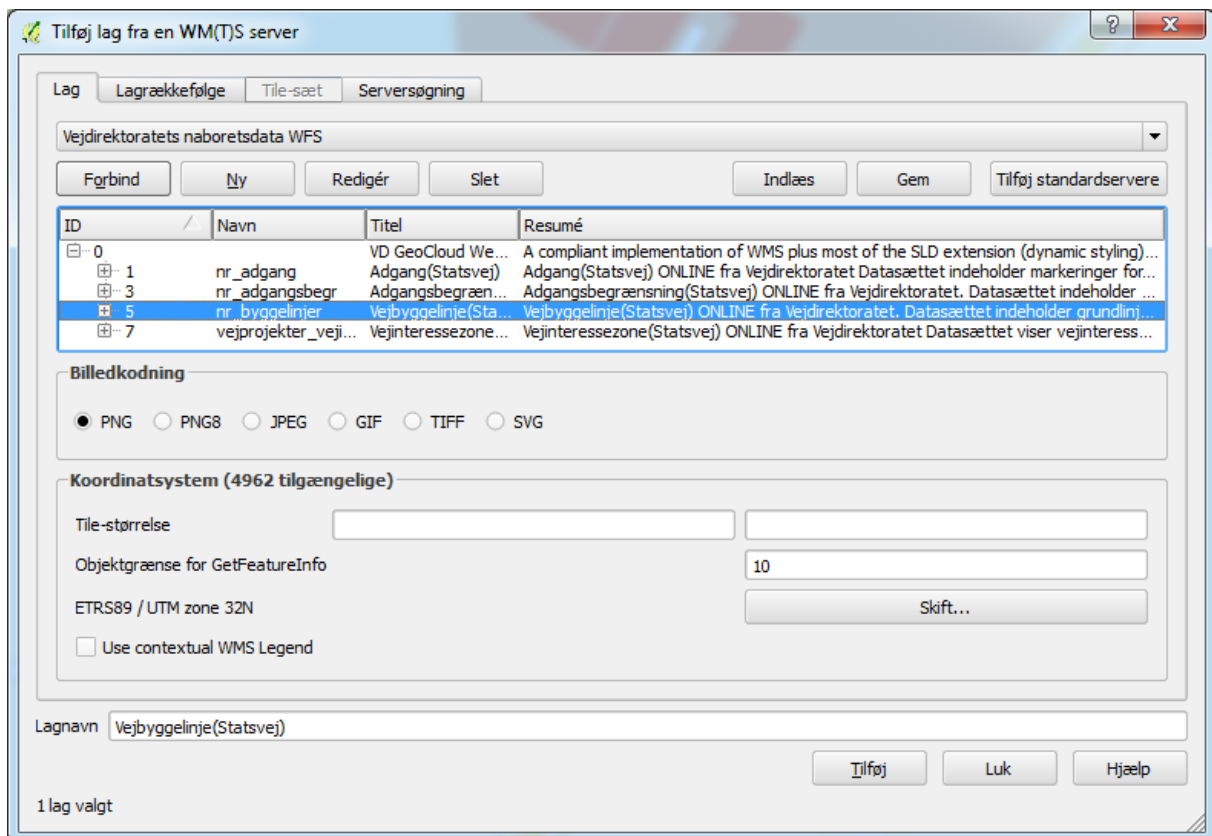 Tilføj lag fra en WM(T)S server
?
X
Lag Lagrækkefølge Tile-sæt Serversøgning
Vejdirektoratets naboretsdata WFS
Forbind Ny Redigér Slet Indlæs Gem Tilføj standardservere
ID Navn Titel Resumé
0 VD GeoCloud We... A compliant implementation of WMS plus most of the SLD extension (dynamic styling)...
1 nr_adgang Adgang(Statsvej) Adgang(Statsvej) ONLINE fra Vejdirektoratet Datasættet indeholder markeringer for...
3 nr_adgangsbegr Adgangsbegræn... Adgangsbegrænsning(Statsvej) ONLINE fra Vejdirektoratet. Datasættet indeholder ...
5 nr_byggelinjer Vejbyggelinje(Sta... Vejbyggelinje(Statsvej) ONLINE fra Vejdirektoratet. Datasættet indeholder grundlinj...
7 vejprojekter_veji... Vejinteressezone... Vejinteressezone(Statsvej) ONLINE fra Vejdirektoratet Datasættet viser vejinteress...
Billedkodning
PNG PNG8 JPEG GIF TIFF SVG
Koordinatsystem (4962 tilgængelige)
Tile-størrelse
Objektgrænse for GetFeatureInfo 10
ETRS89 / UTM zone 32N Skift...
Use contextual WMS Legend
Lagnavn Vejbyggelinje(Statsvej)
Tilføj Luk Hjælp
1 lag valgt